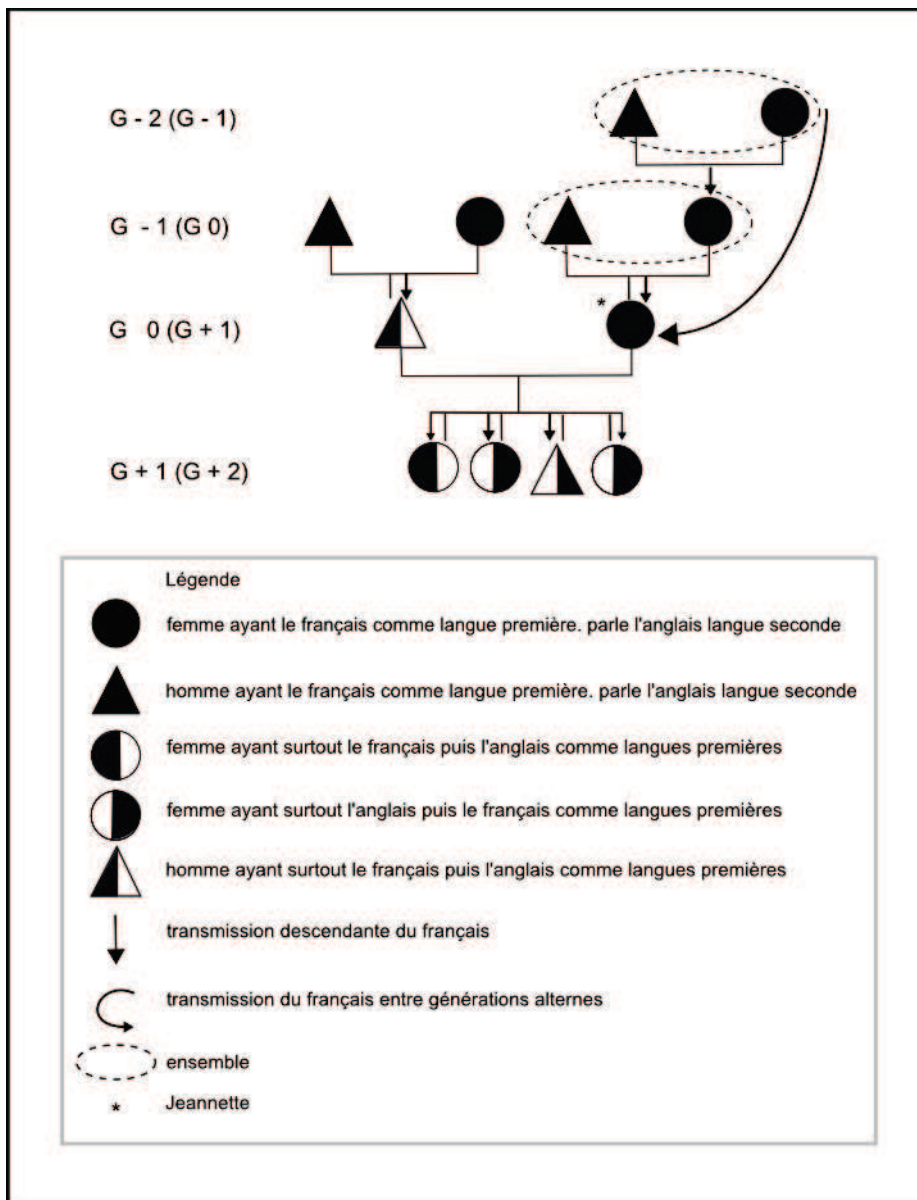 G - 2 (G - 1)
G - 1 (G 0)
*
G 0 (G + 1)
G + 1 (G + 2)
Légende
femme ayant le français comme langue première. parle l'anglais langue seconde
homme ayant le français comme langue première. parle l'anglais langue seconde
femme ayant surtout le français puis l'anglais comme langues premières
femme ayant surtout l'anglais puis le français comme langues premières
homme ayant surtout le français puis l'anglais comme langues premières
transmission descendante du français
transmission du français entre générations alternes
ensemble
* Jeannette